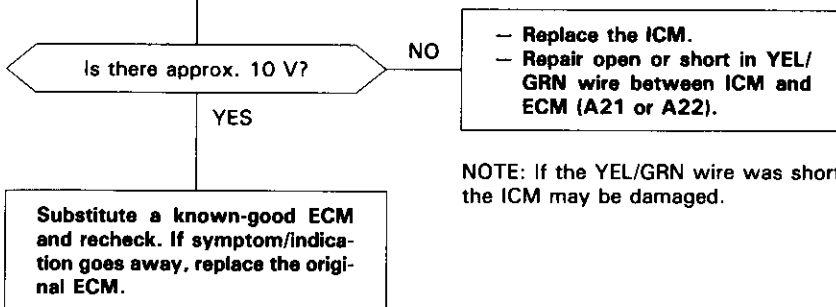 Is there approx. 10 V?
NO
— Replace the ICM.
— Repair open or short in YEL/
GRN wire between ICM and
ECM (A21 or A22).
YES
NOTE: If the YEL/GRN wire was short
the ICM may be damaged.
Substitute a known-good ECM
and recheck. If symptom/indica-
tion goes away, replace the origi-
nal ECM.